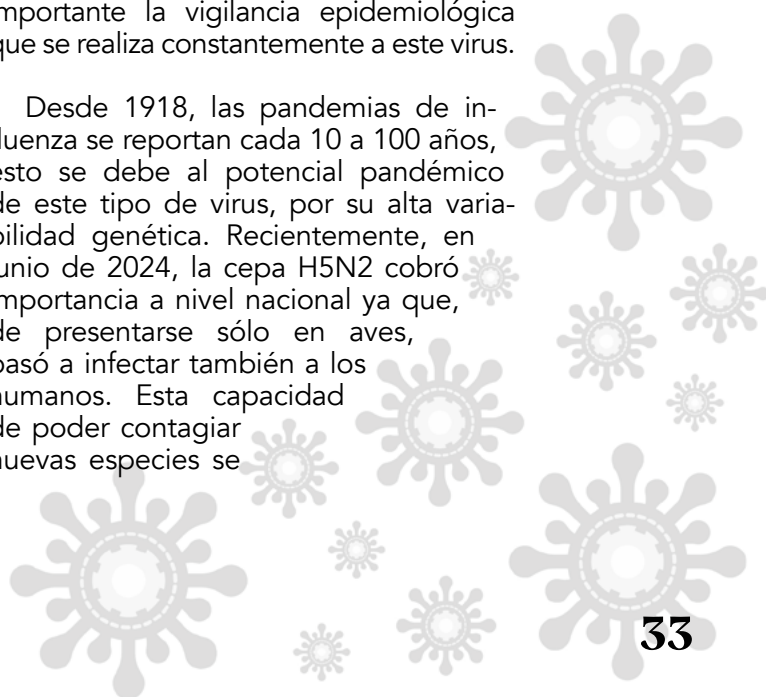 mportante la vigilancia epidemiológica
que se realiza constantemente a este virus.
Desde 1918, las pandemias de in-
luenza se reportan cada 10 a 100 años,
esto se debe al potencial pandémico
de este tipo de virus, por su alta varia-
bilidad genética. Recientemente, en
unio de 2024, la cepa H5N2 cobró
mportancia a nivel nacional ya que,
de presentarse sólo en aves,
pasó a infectar también a los
humanos. Esta capacidad
de poder contagiar
nuevas especies se
33